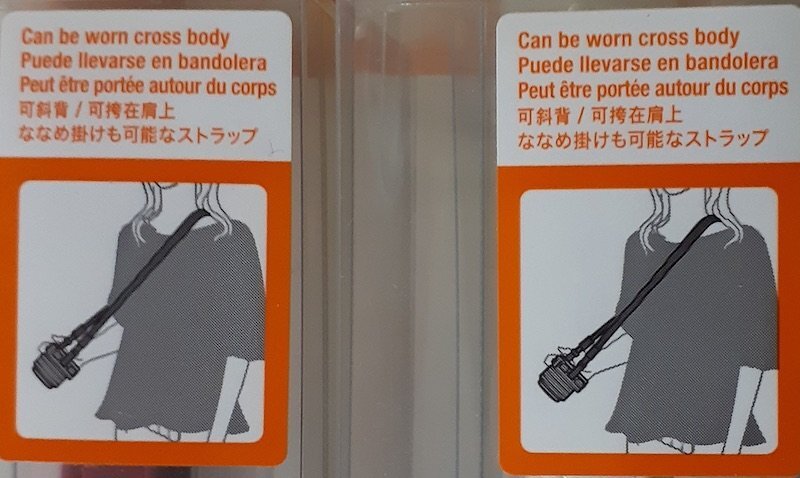 Can be worn cross body
Puede llevarse en bandolera
Peut être portée autour du corps
可斜背 / 可挎在肩上
ななめ掛けも可能なストラップ
Can be worn cross body
Puede llevarse en bandolera
Peut être portée autour du corps
可斜背 / 可挎在肩上
ななめ掛けも可能なストラップ